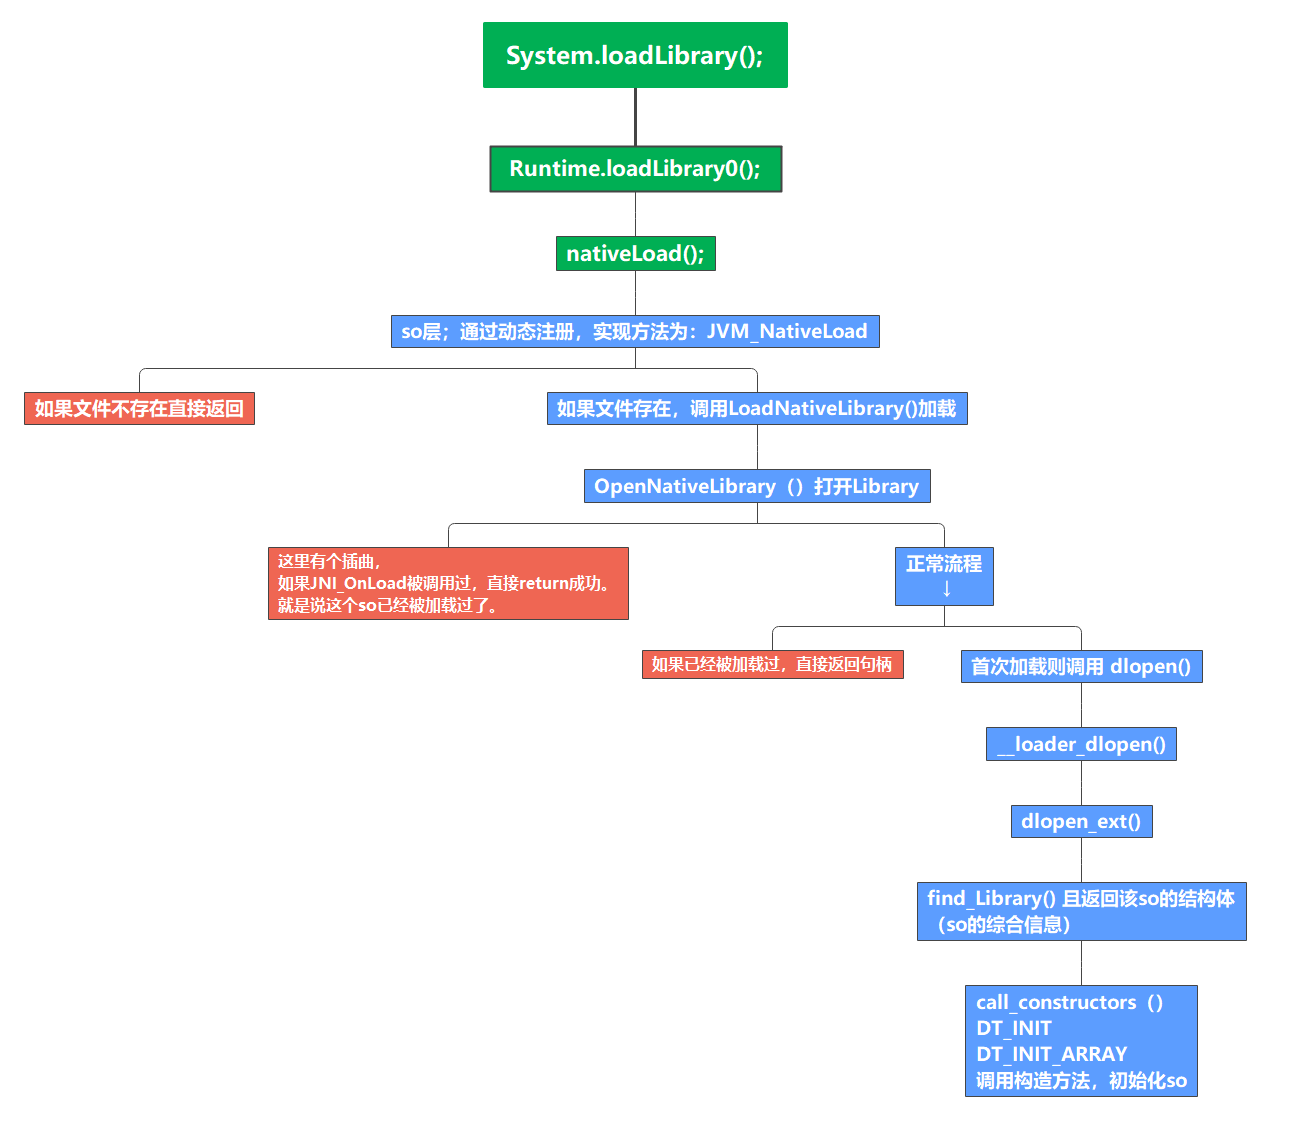 System.loadLibrary();
Runtime.loadLibrary0();
nativeLoad();
so层；通过动态注册，实现方法为：JVM_NativeLoad
如果文件不存在直接返回
如果文件存在，调用LoadNativeLibrary()加载
OpenNativeLibrary（）打开Library
这里有个插曲，
如果JNI_OnLoad被调用过，直接return成功。
就是说这个so已经被加载过了。
正常流程
↓
如果已经被加载过，直接返回句柄
首次加载则调用 dlopen()
__loader_dlopen()
dlopen_ext()
find_Library() 且返回该so的结构体
（so的综合信息）
call_constructors（）
DT_INIT
DT_INIT_ARRAY
调用构造方法，初始化so